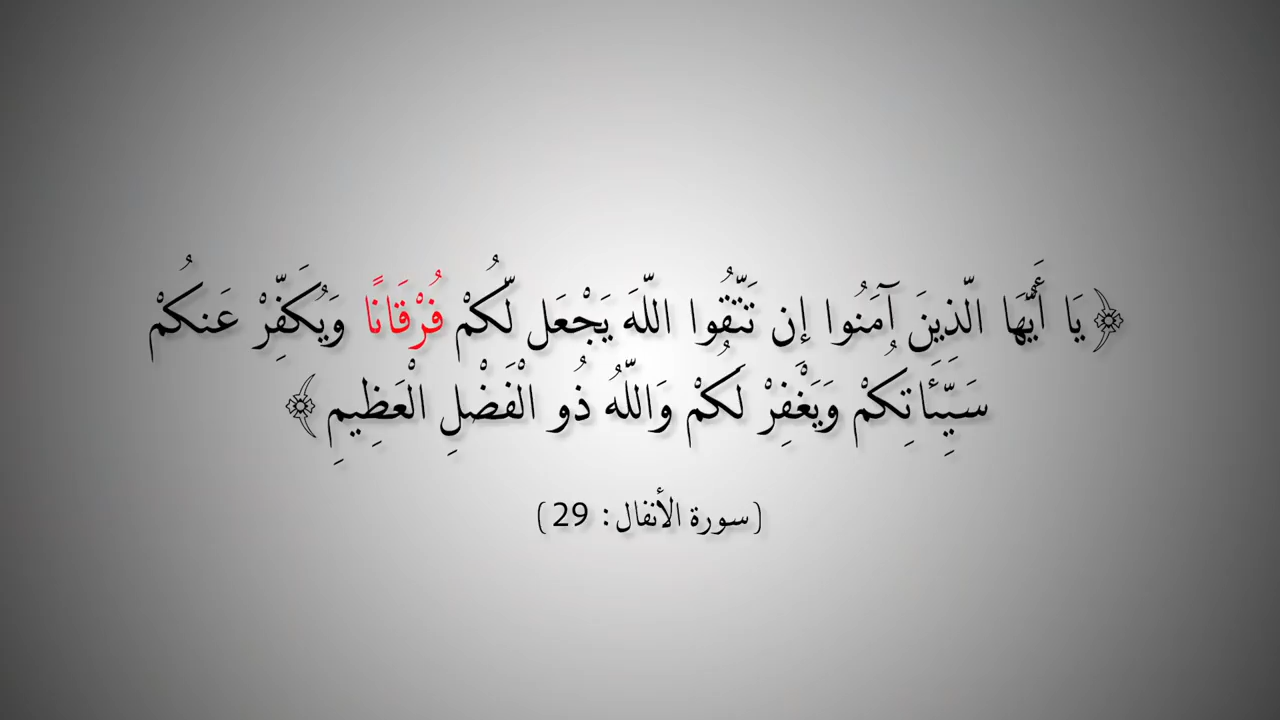 ﴿يَا أَيُّهَا الَّذِينَ آمَنُوا إِن تَتَّقُوا اللَّهَ يَجْعَل لَّكُمْ فُرْقَانًا وَيُكَفِّرْ عَنكُمْ
سَيِّئَاتِكُمْ وَيَغْفِرْ لَكُمْ وَاللَّهُ ذُو الْفَضْلِ الْعَظِيمِ﴾
(سورة الأنفال: 29)